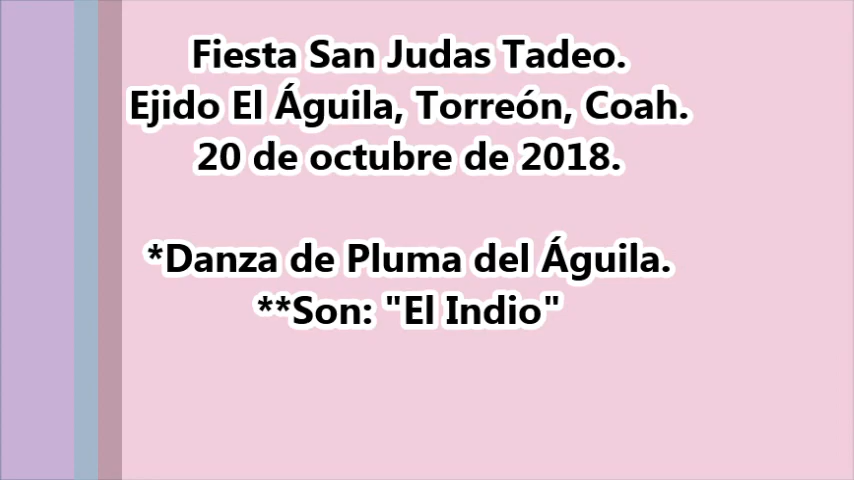 Fiesta San Judas Tadeo.
Ejido El Águila, Torreón, Coah.
20 de octubre de 2018.
*Danza de Pluma del Águila.
**Son: "El Indio"